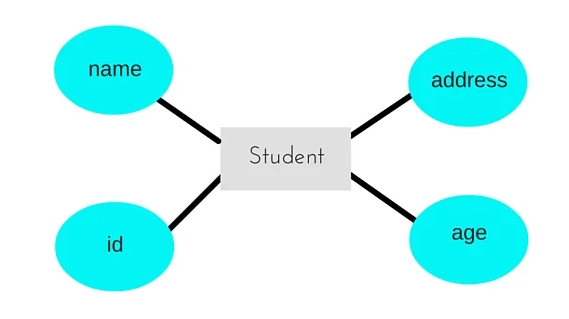 name
address
Student
id
age